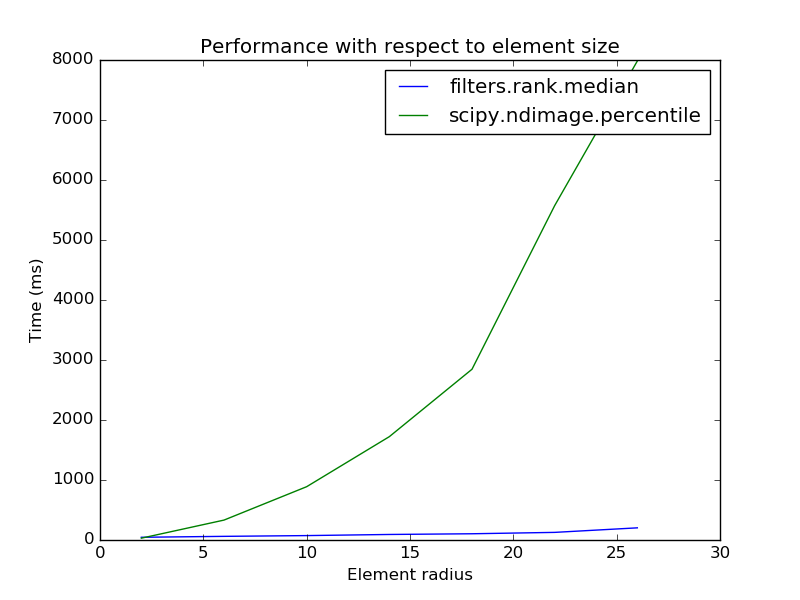 Performance with respect to element size
filters.rank.median
scipy.ndimage.percentile
8000
7000
6000
5000
4000
3000
2000
1000
0
Time (ms)
0 5 10 15 20 25 30
Element radius